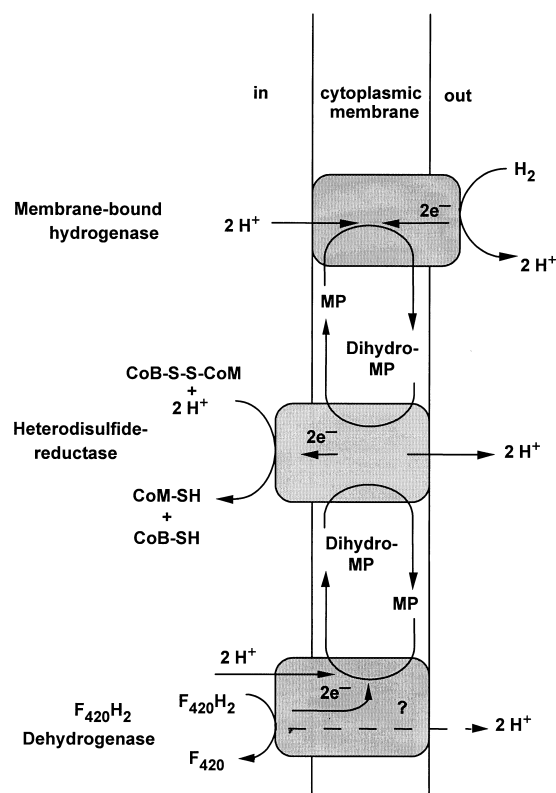 in
cytoplasmic
membrane
out
H₂
Membrane-bound
hydrogenase
2 H⁺
2e⁻
2 H⁺
MP
Dihydro-
MP
CoB-S-S-CoM
+
2 H⁺
Heterodisulfide-
reductase
2e⁻
2 H⁺
CoM-SH
+
CoB-SH
Dihydro-
MP
MP
2 H⁺
F₄₂₀H₂
2e⁻
?
F₄₂₀H₂
Dehydrogenase
2 H⁺
F₄₂₀